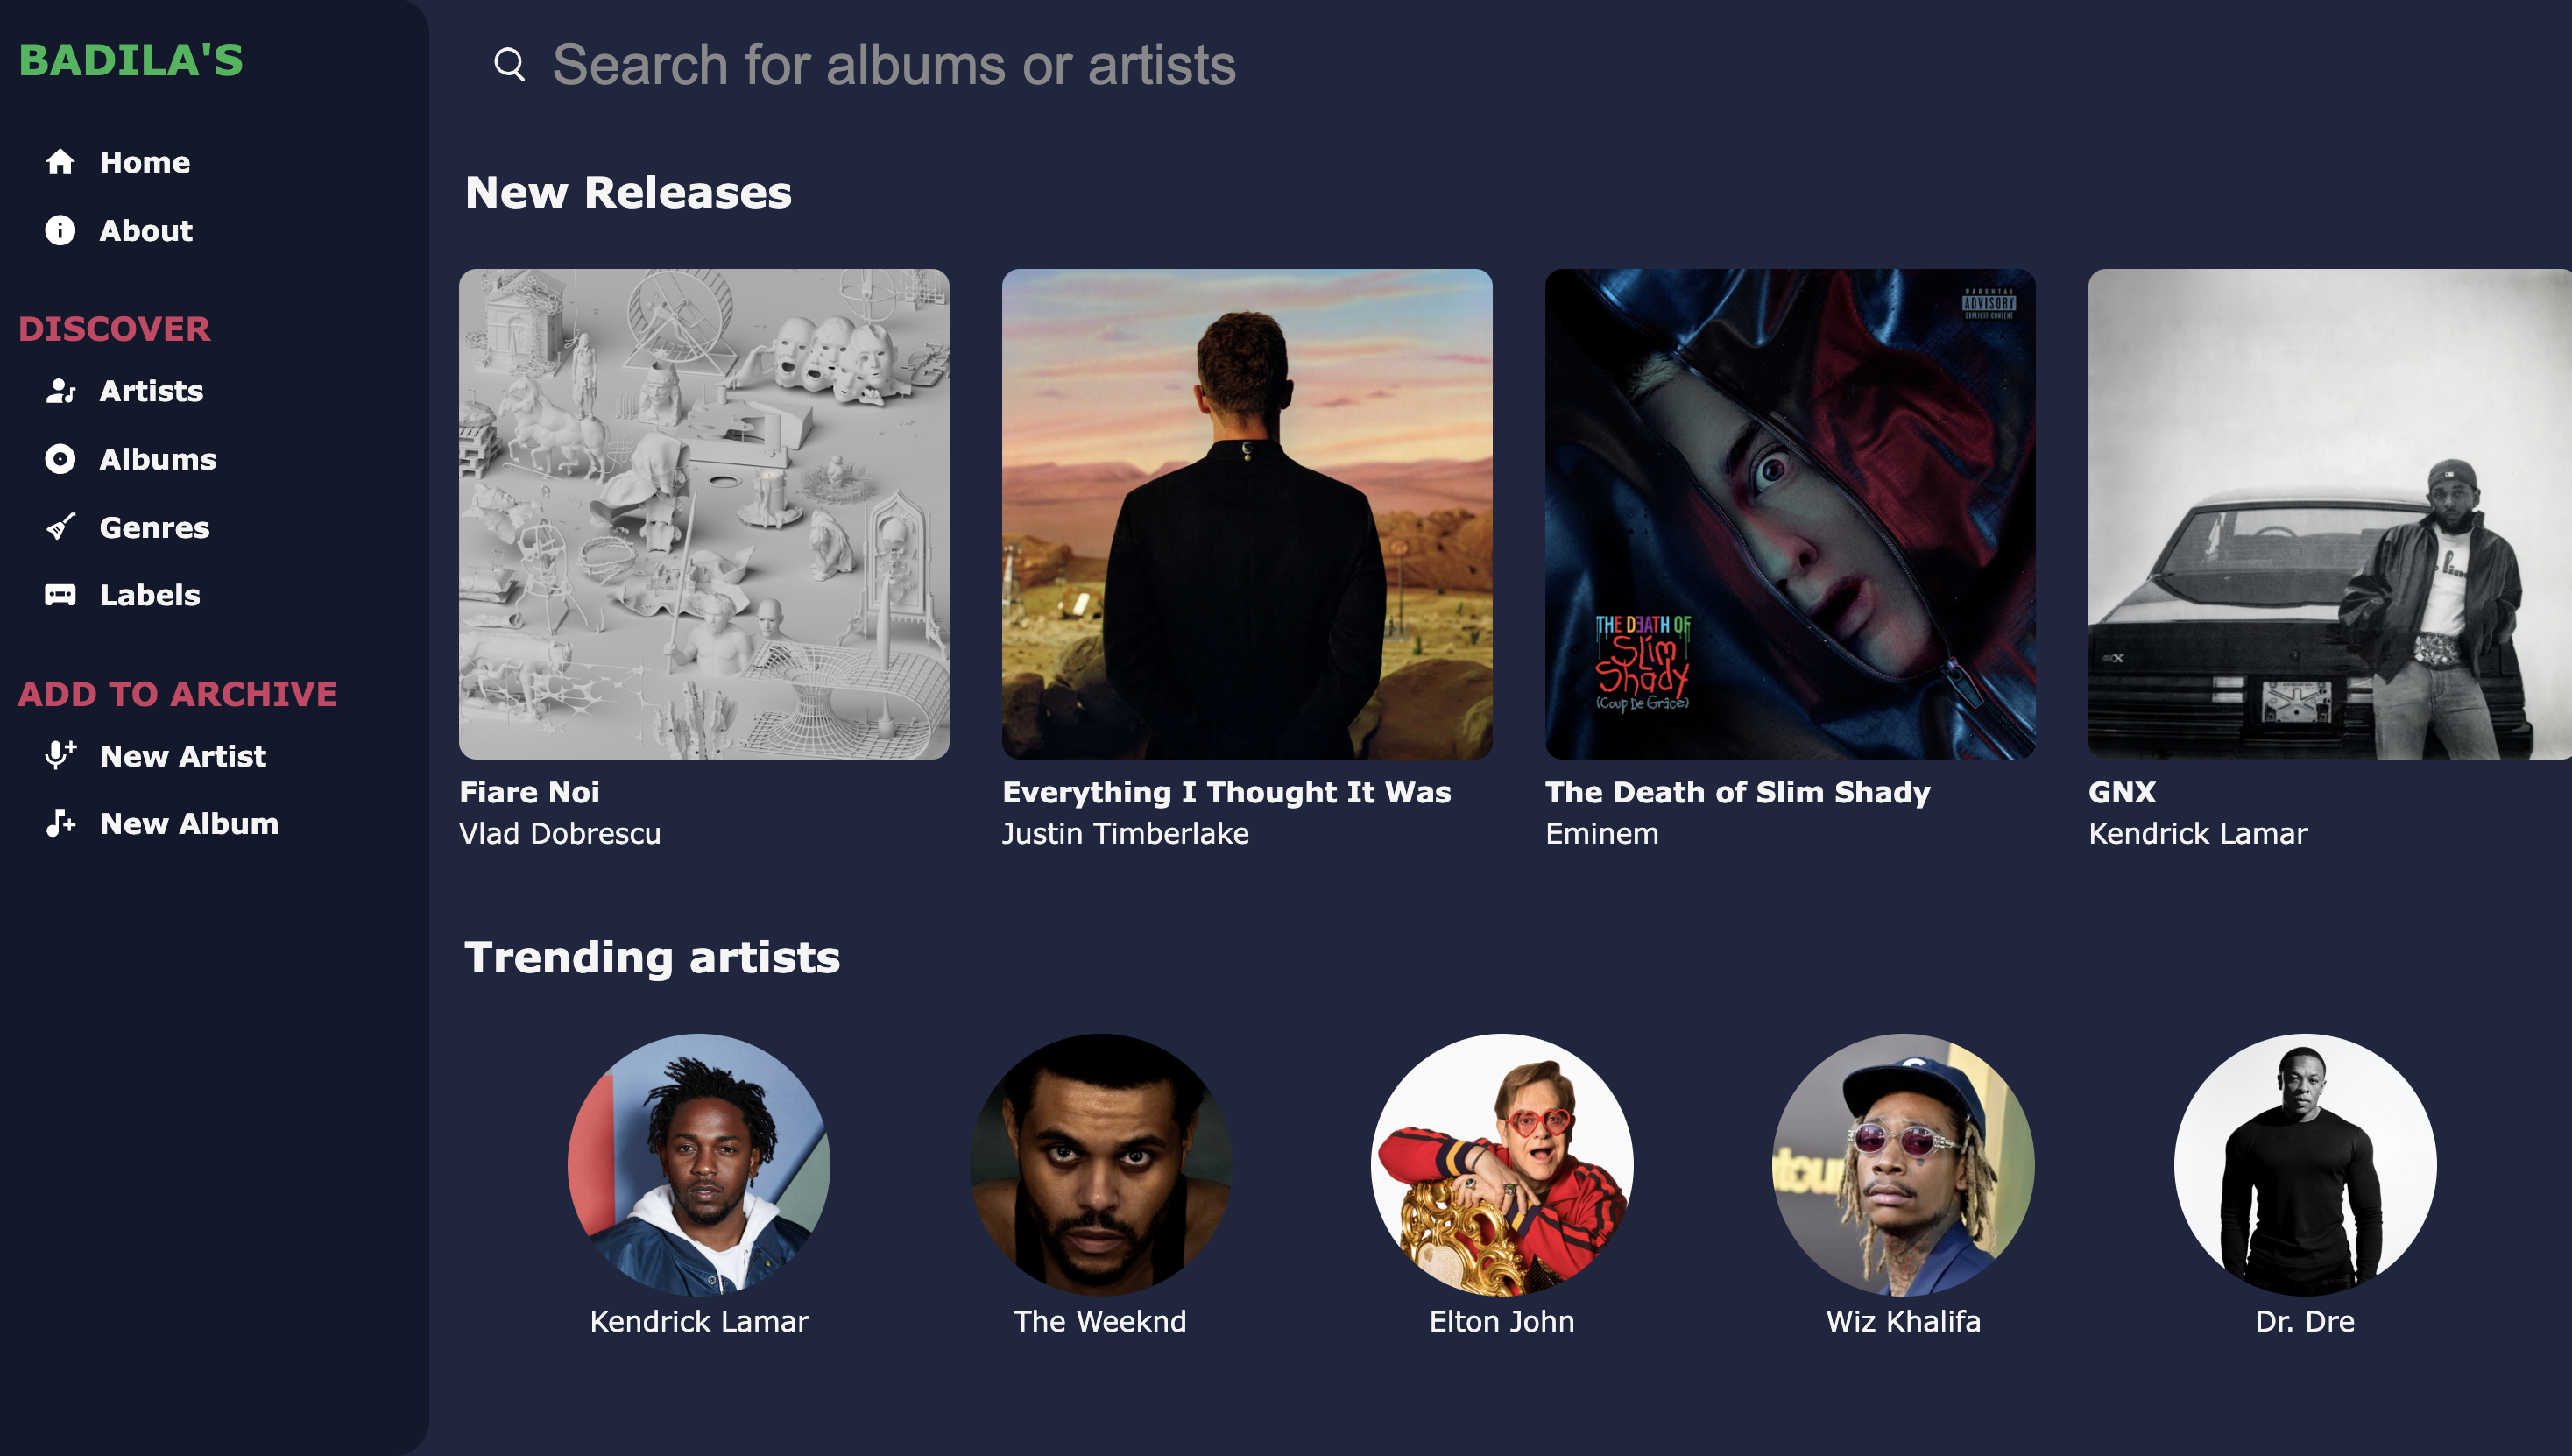 BADILA'S
Home
About
DISCOVER
Artists
Albums
Genres
Labels
ADD TO ARCHIVE
New Artist
New Album
Search for albums or artists
New Releases
PARENTAL
ADVISORY
EXPLICIT CONTENT
THE DEATH OF
Slim
Shady
(Coup De Grâce)
GNX
Fiare Noi
Vlad Dobrescu
Everything I Thought It Was
Justin Timberlake
The Death of Slim Shady
Eminem
GNX
Kendrick Lamar
Trending artists
Kendrick Lamar
The Weeknd
Elton John
Wiz Khalifa
Dr. Dre